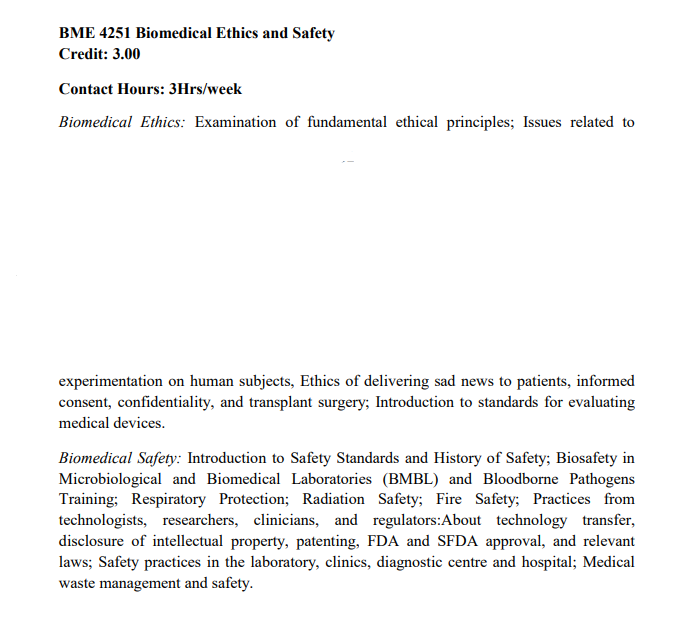 BME 4251 Biomedical Ethics and Safety
Credit: 3.00
Contact Hours: 3Hrs/week
Biomedical Ethics: Examination of fundamental ethical principles; Issues related to
experimentation on human subjects, Ethics of delivering sad news to patients, informed
consent, confidentiality, and transplant surgery; Introduction to standards for evaluating
medical devices.
Biomedical Safety: Introduction to Safety Standards and History of Safety; Biosafety in
Microbiological and Biomedical Laboratories (BMBL) and Bloodborne Pathogens
Training; Respiratory Protection; Radiation Safety; Fire Safety; Practices from
technologists, researchers, clinicians, and regulators:About technology transfer,
disclosure of intellectual property, patenting, FDA and SFDA approval, and relevant
laws; Safety practices in the laboratory, clinics, diagnostic centre and hospital; Medical
waste management and safety.